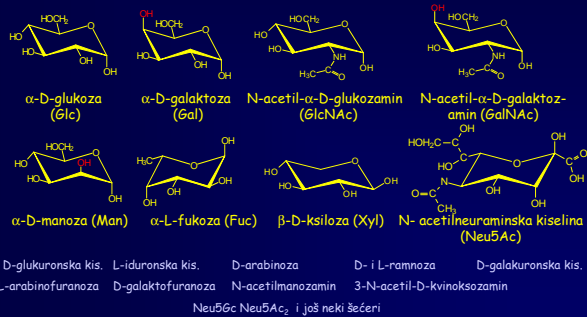 α-D-glukoza
(Glc)
α-D-galaktoza
(Gal)
N-acetil-α-D-glukozamin
(GlcNAc)
N-acetil-α-D-galaktoz-
amin (GalNAc)
α-D-manoza (Man)
α-L-fukoza (Fuc)
β-D-ksiloza (Xyl)
N- acetilneuraminska kiselina
(Neu5Ac)
D-glukuronska kis. L-iduronska kis. D-arabinoza D- i L-ramnoza D-galakuronska kis.
L-arabinofuranoza D-galaktofuranoza N-acetilmanozamin 3-N-acetil-D-kvinoksozamin
Neu5Gc Neu5Ac₂ i još neki šećeri